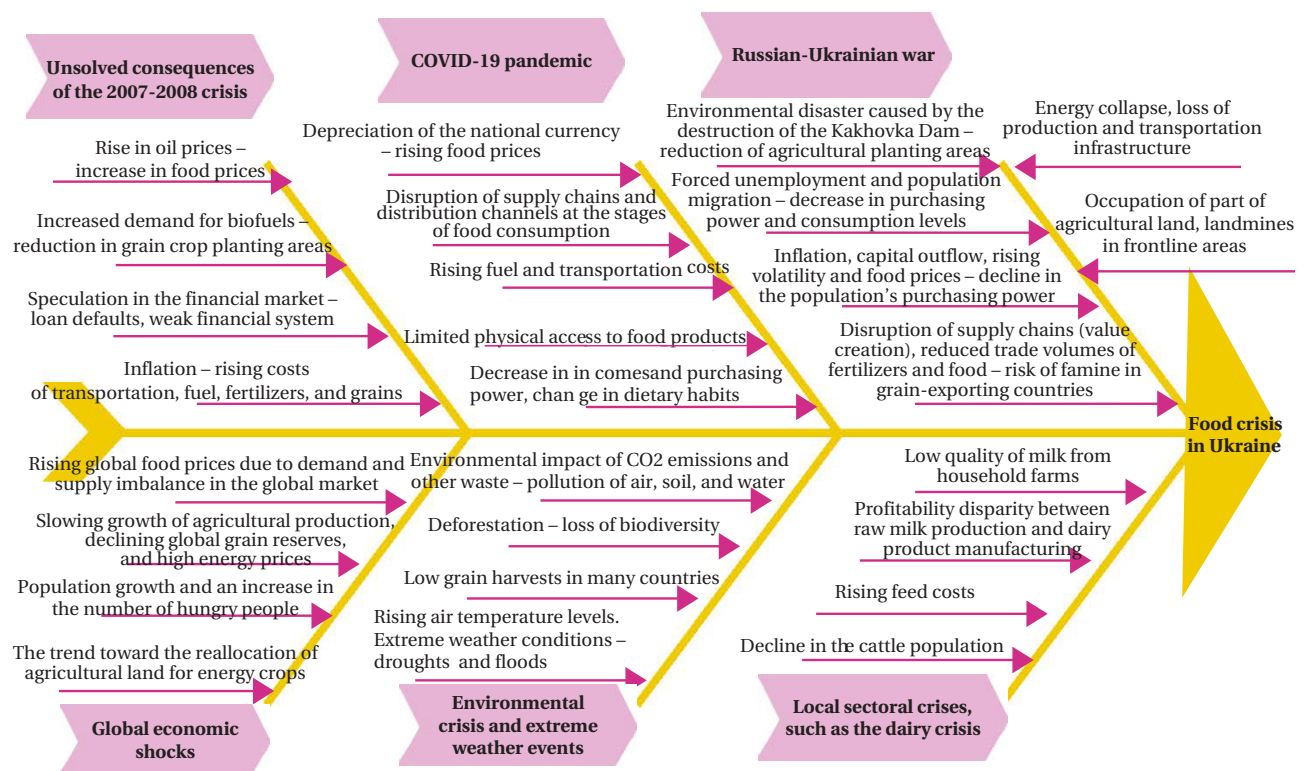 Unsolved consequences
of the 2007-2008 crisis
Rise in oil prices –
increase in food prices
Increased demand for biofuels –
reduction in grain crop planting areas
Speculation in the financial market –
loan defaults, weak financial system
Inflation – rising costs
of transportation, fuel, fertilizers, and grains
COVID-19 pandemic
Depreciation of the national currency
– rising food prices
Disruption of supply chains and
distribution channels at the stages
of food consumption
Rising fuel and transportation costs
Limited physical access to food products
Decrease in in comesand purchasing
power, chan ge in dietary habits
Russian-Ukrainian war
Environmental disaster caused by the
destruction of the Kakhovka Dam –
reduction of agricultural planting areas
Forced unemployment and population
migration – decrease in purchasing
power and consumption levels
Inflation, capital outflow, rising
volatility and food prices – decline in
the population's purchasing power
Disruption of supply chains (value
creation), reduced trade volumes of
fertilizers and food – risk of famine in
grain-exporting countries
Energy collapse, loss of
production and transportation
infrastructure
Occupation of part of
agricultural land, landmines
in frontline areas
Food crisis
in Ukraine
Rising global food prices due to demand and
supply imbalance in the global market
Slowing growth of agricultural production,
declining global grain reserves,
and high energy prices
Population growth and an increase in
the number of hungry people
The trend toward the reallocation of
agricultural land for energy crops
Global economic
shocks
Environmental impact of CO2 emissions and
other waste – pollution of air, soil, and water
Deforestation – loss of biodiversity
Low grain harvests in many countries
Rising air temperature levels.
Extreme weather conditions –
droughts and floods
Environmental
crisis and extreme
weather events
Low quality of milk from
household farms
Profitability disparity between
raw milk production and dairy
product manufacturing
Rising feed costs
Decline in the cattle population
Local sectoral crises,
such as the dairy crisis